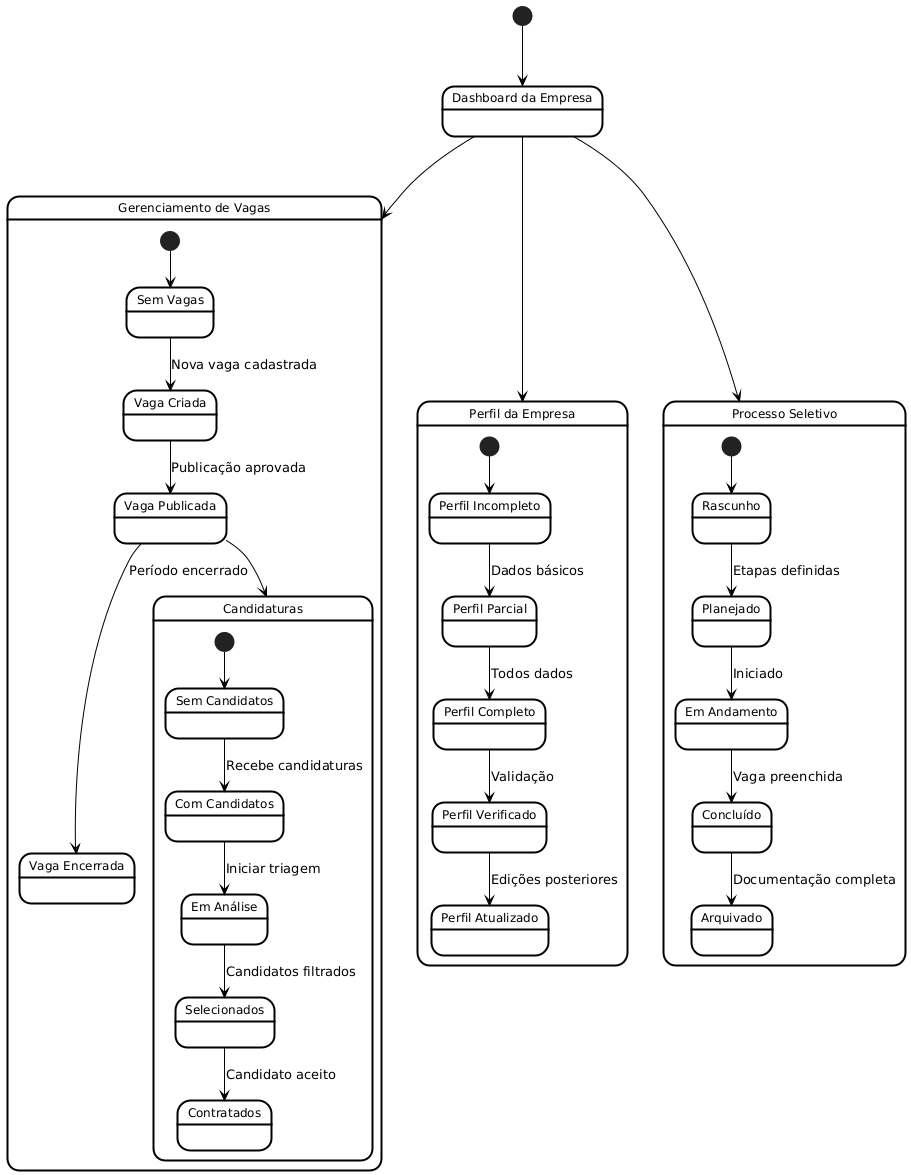 Dashboard da Empresa
Gerenciamento de Vagas
Sem Vagas
Nova vaga cadastrada
Vaga Criada
Publicação aprovada
Vaga Publicada
Período encerrado
Vaga Encerrada
Candidaturas
Sem Candidatos
Recebe candidaturas
Com Candidatos
Iniciar triagem
Em Análise
Candidatos filtrados
Selecionados
Candidato aceito
Contratados
Perfil da Empresa
Perfil Incompleto
Dados básicos
Perfil Parcial
Todos dados
Perfil Completo
Validação
Perfil Verificado
Edições posteriores
Perfil Atualizado
Processo Seletivo
Rascunho
Etapas definidas
Planejado
Iniciado
Em Andamento
Vaga preenchida
Concluído
Documentação completa
Arquivado